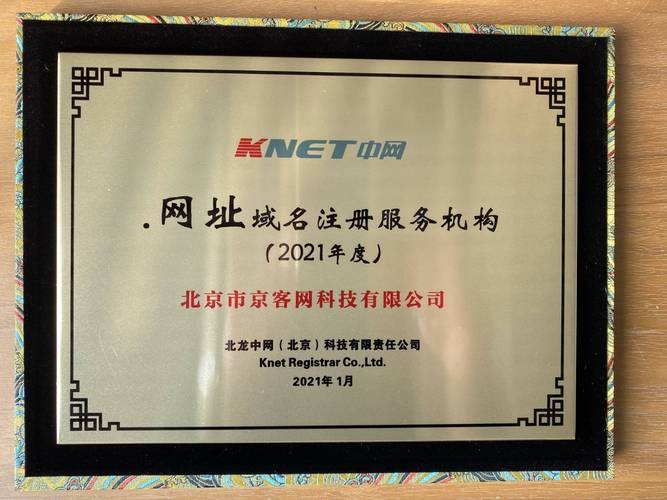 KNET中网
.网址域名注册服务机构
(2021年度)
北京市京客网科技有限公司
北龙中网（北京）科技有限责任公司
Knet Registrar Co.,Ltd.
2021年1月